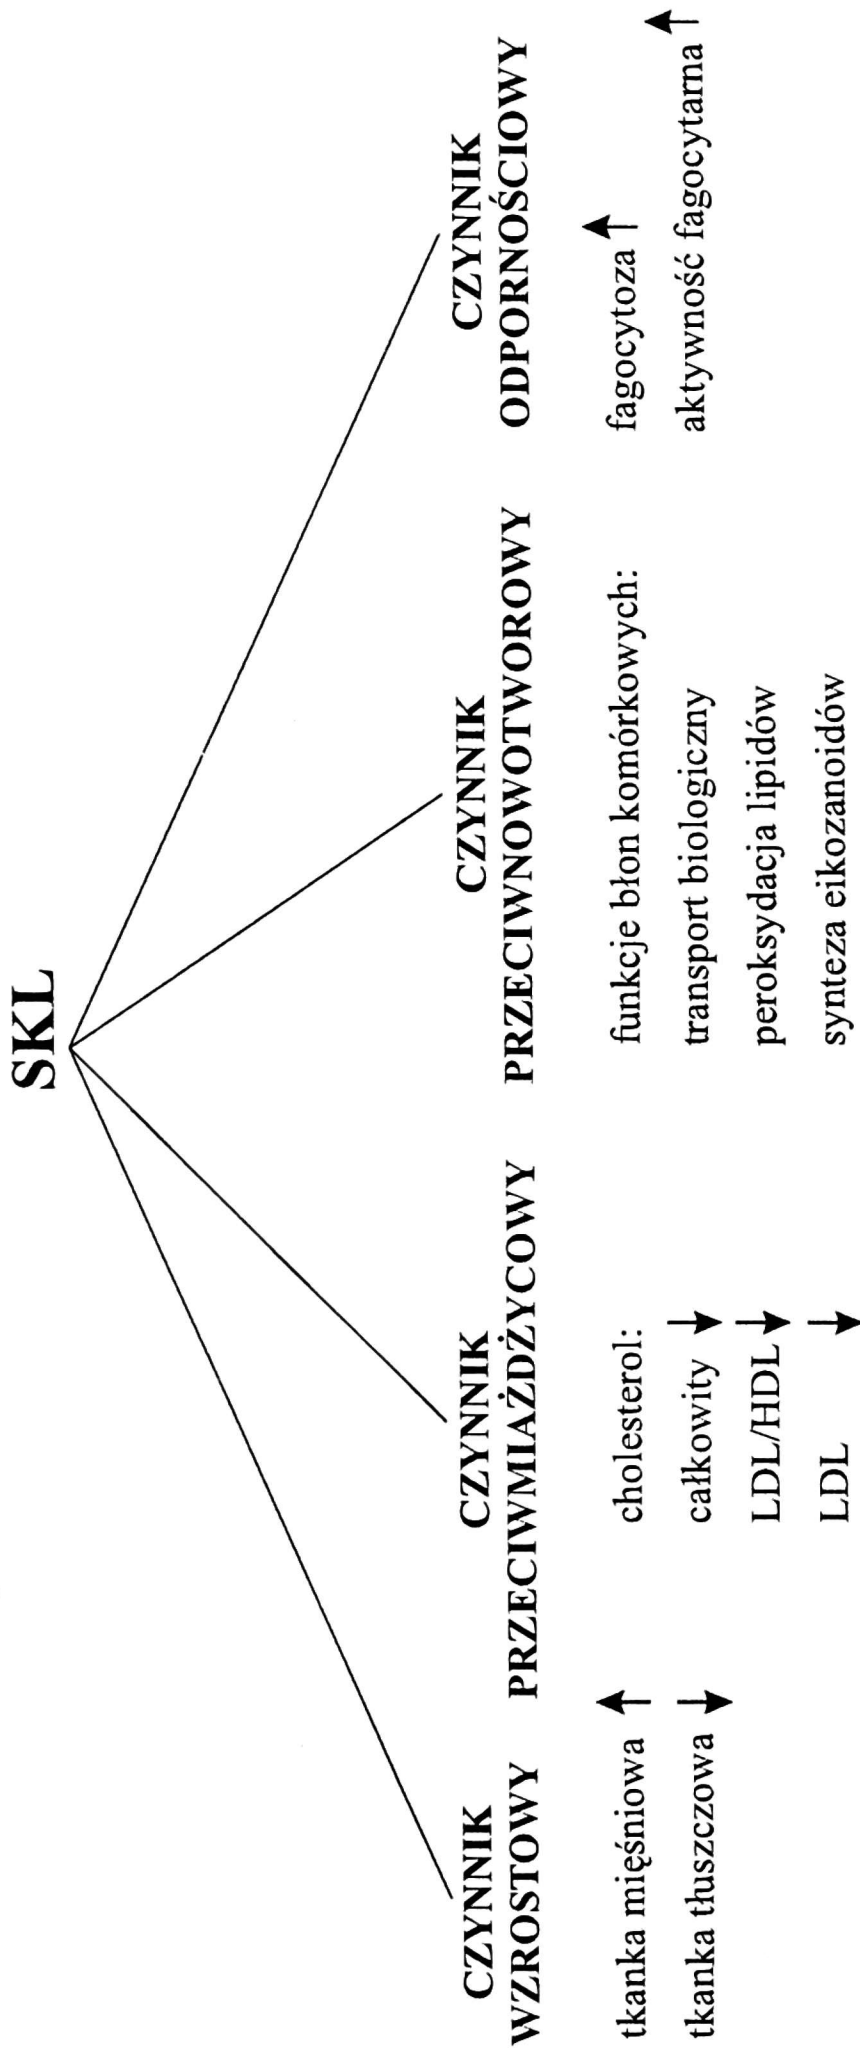 SKL
CZYNNIK
WZROSTOWY
tkanka mięśniowa ↑
tkanka tłuszczowa ↓
CZYNNIK
PRZECIWMIAŻDŻYCOWY
cholesterol:
całkowity ↓
LDL/HDL ↓
LDL ↓
CZYNNIK
PRZECIWNOWOTWOROWY
funkcje błon komórkowych:
transport biologiczny
peroksydacja lipidów
synteza eikozanoidów
CZYNNIK
ODPORNOŚCIOWY
fagocytoza ↑
aktywność fagocytarna ↑